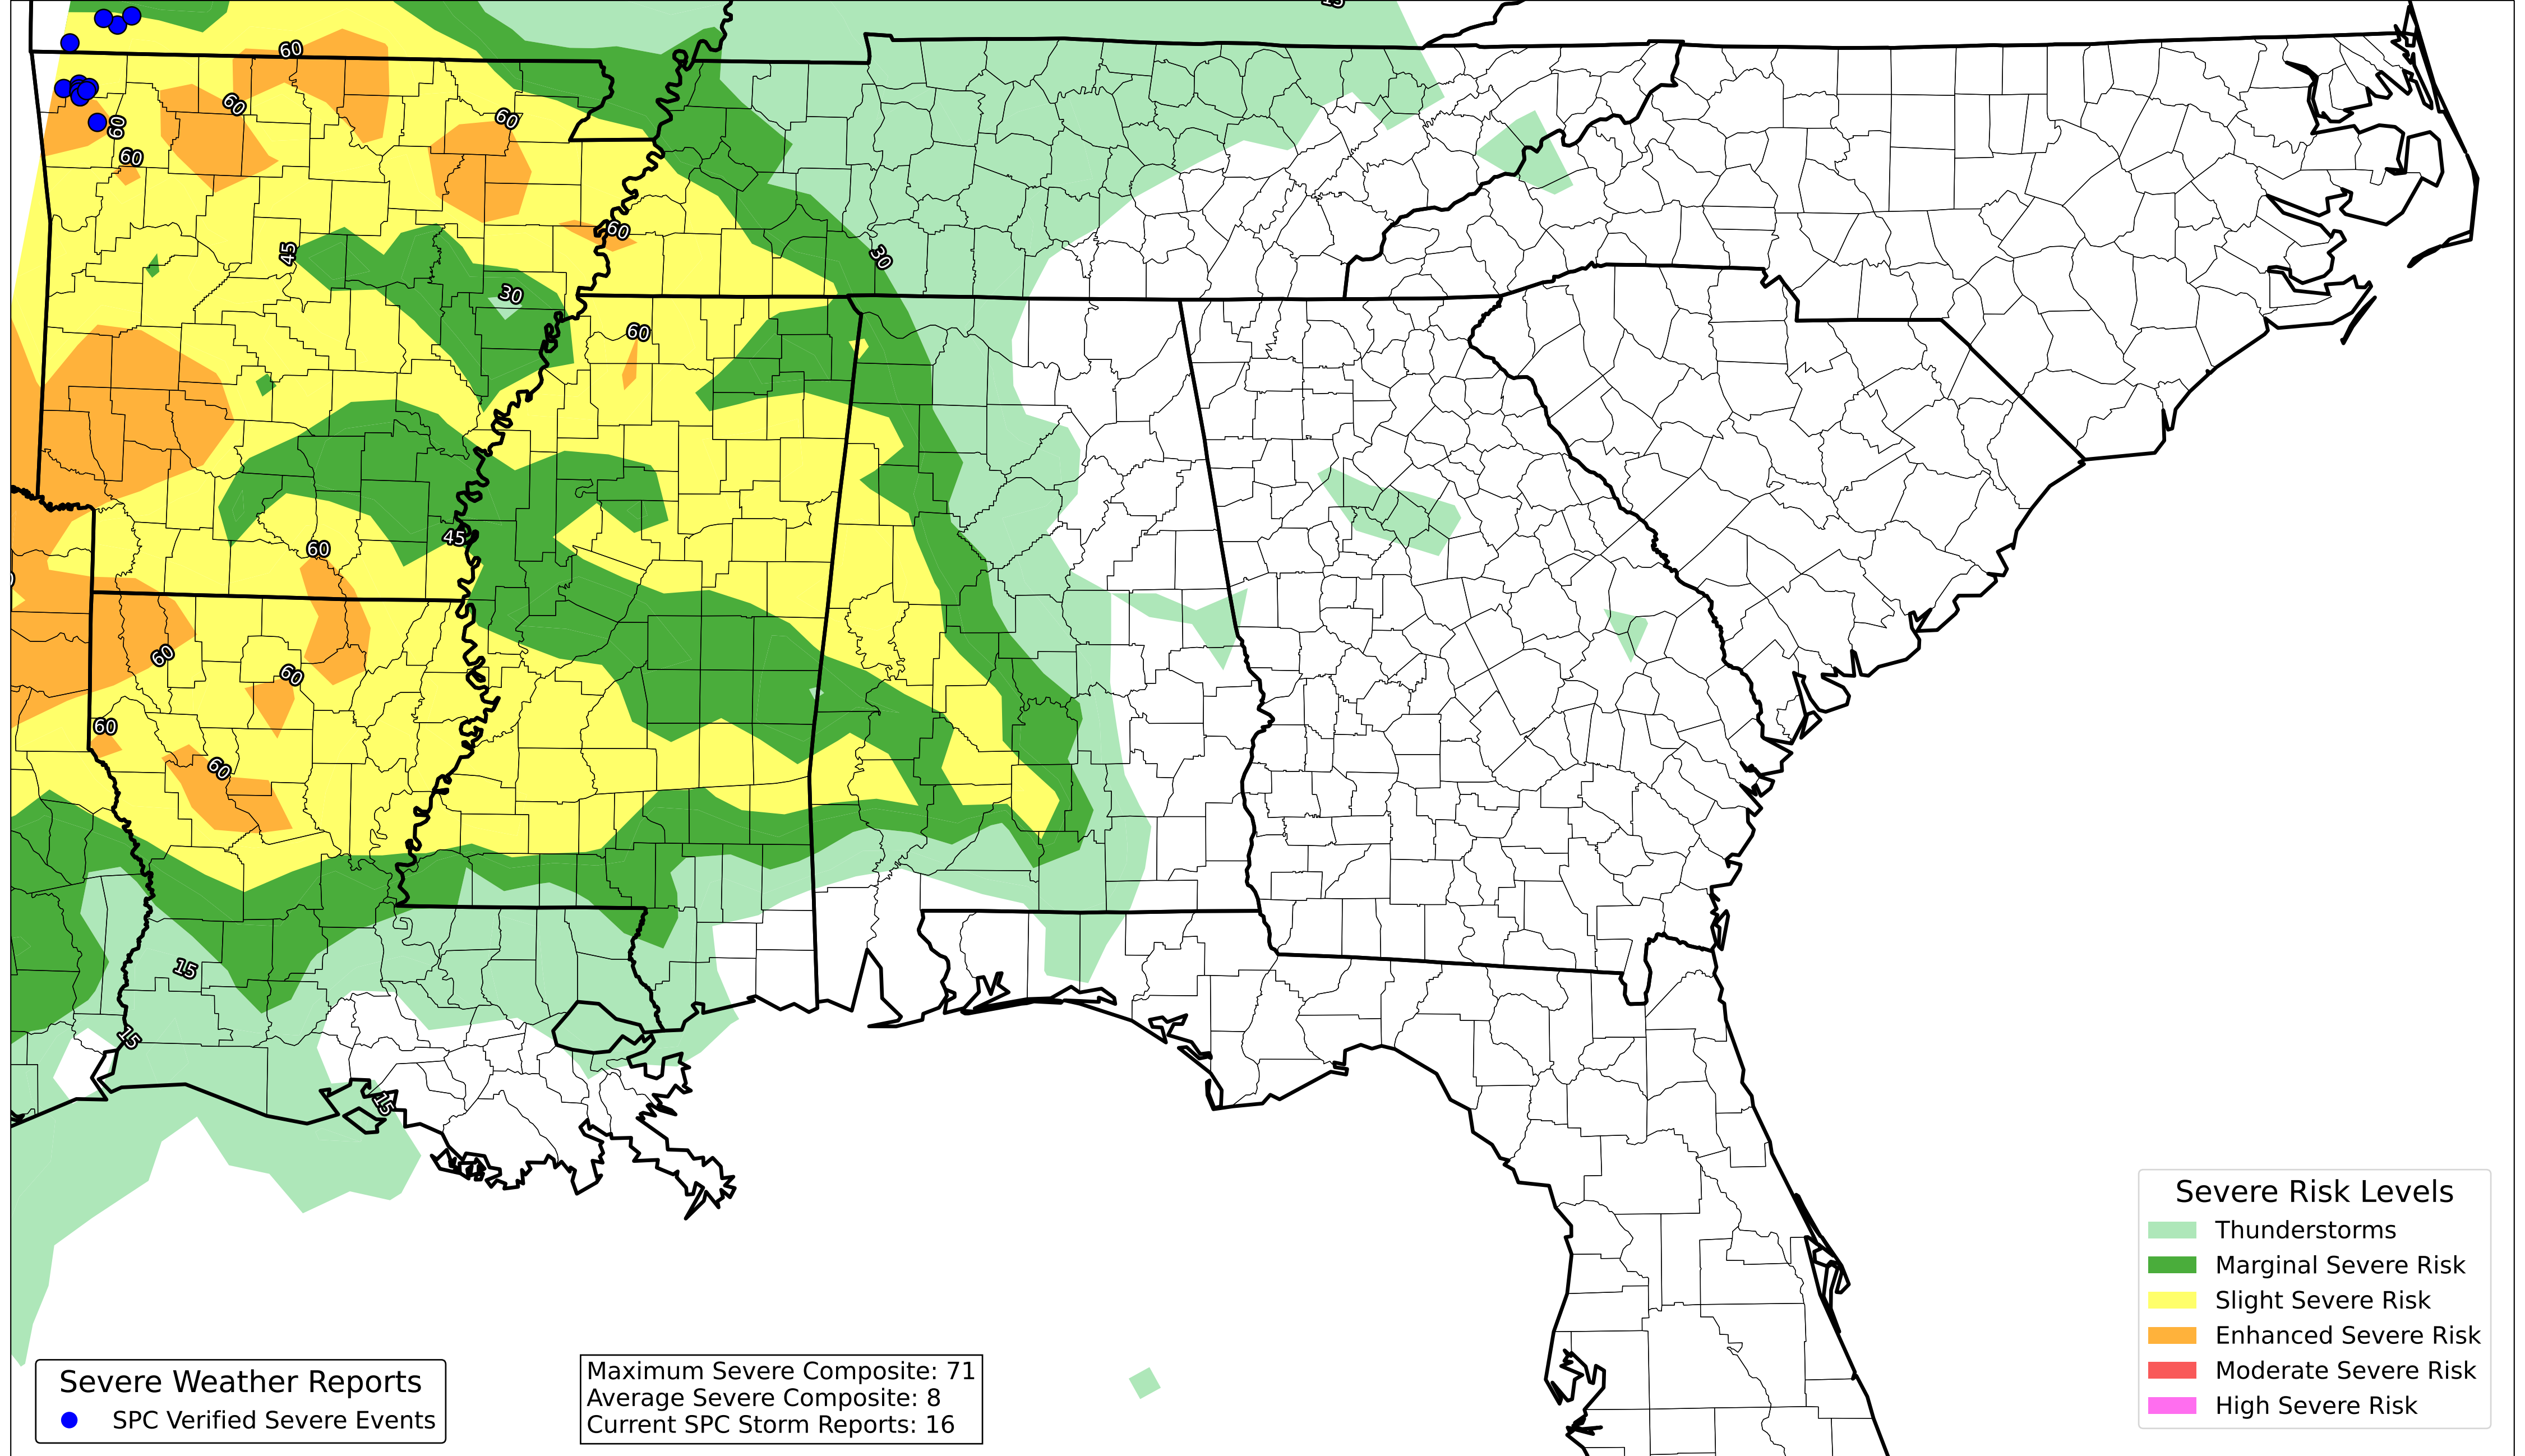 15
60
60
60
60
60
60
45
30
30
60
45
60
60
60
60
60
15
15
15
Severe Weather Reports
SPC Verified Severe Events
Maximum Severe Composite: 71
Average Severe Composite: 8
Current SPC Storm Reports: 16
Severe Risk Levels
Thunderstorms
Marginal Severe Risk
Slight Severe Risk
Enhanced Severe Risk
Moderate Severe Risk
High Severe Risk